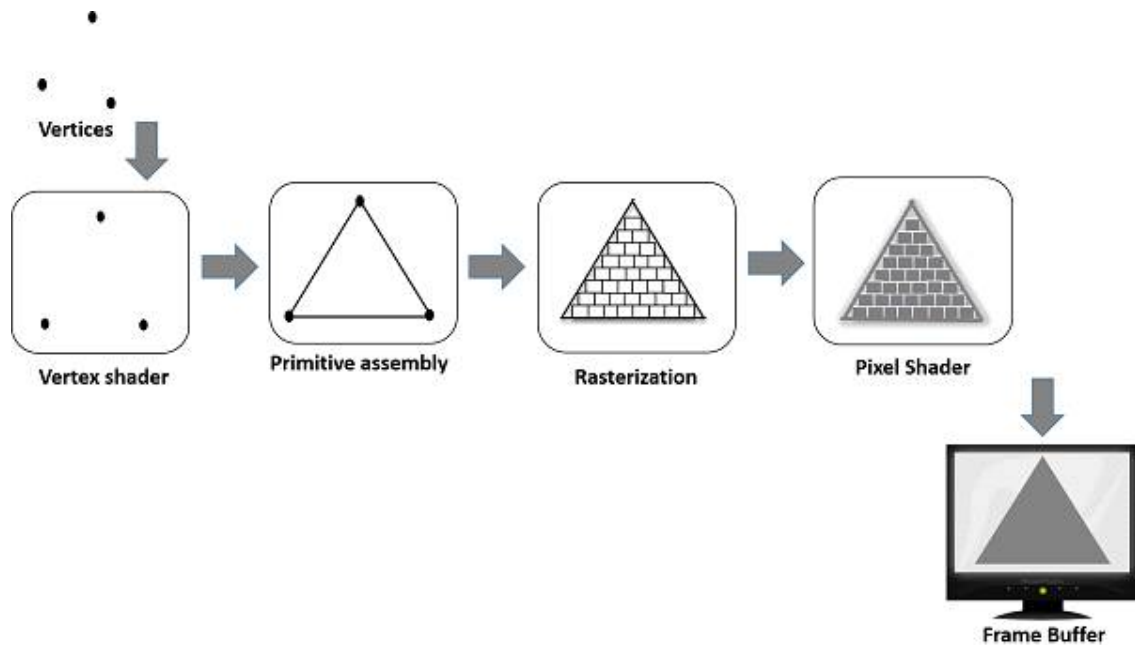 Vertices
Vertex shader
Primitive assembly
Rasterization
Pixel Shader
Frame Buffer